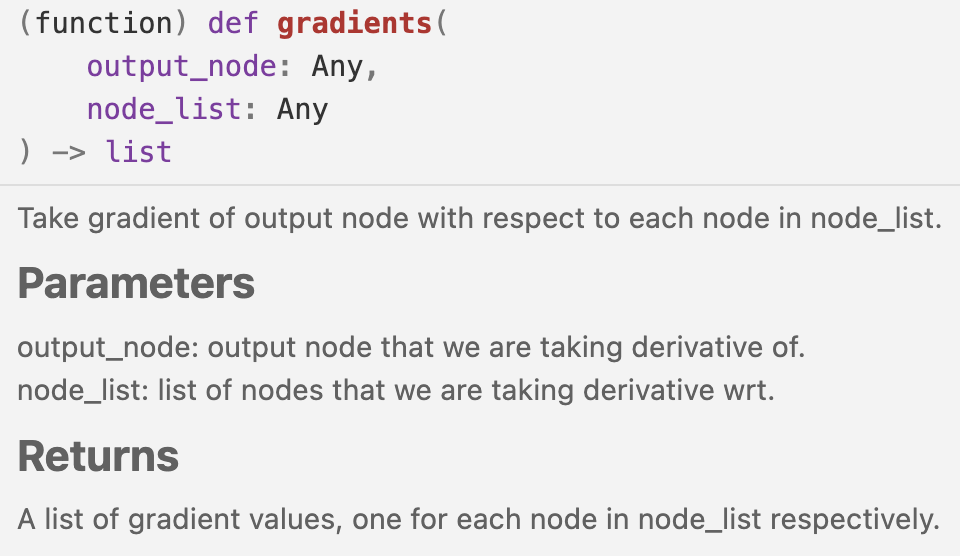 (function) def gradients(
    output_node: Any,
    node_list: Any
) -> list
Take gradient of output node with respect to each node in node_list.
Parameters
output_node: output node that we are taking derivative of.
node_list: list of nodes that we are taking derivative wrt.
Returns
A list of gradient values, one for each node in node_list respectively.